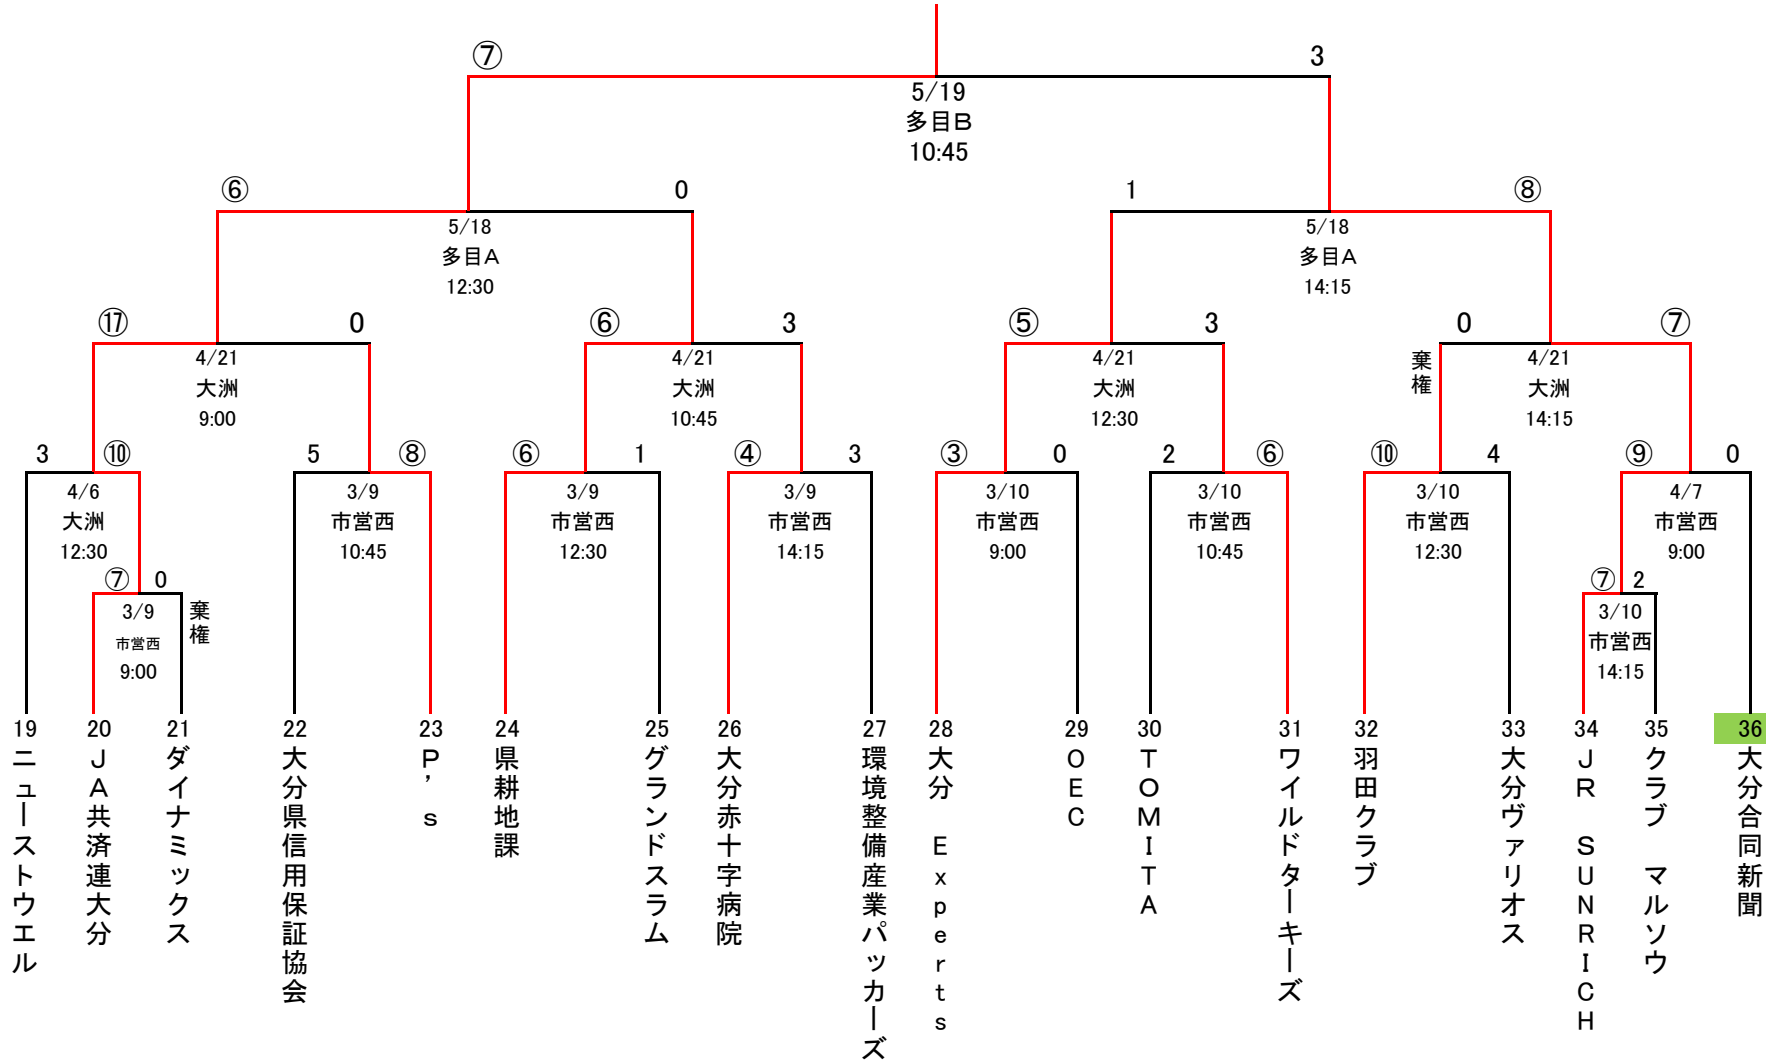 ⑦ 3
5/19
多目B
10:45
⑥ 0 1 ⑧
5/18 5/18
多目A 多目A
12:30 14:15
⑰ 0 ⑥ 3 ⑤ 3 0 ⑦
4/21 4/21 4/21 棄権 4/21
大洲 大洲 大洲 大洲
9:00 10:45 12:30 14:15
3 ⑩ 5 ⑧ ⑥ 1 ④ 3 ③ 0 2 ⑥ ⑩ 4 ⑨ 0
4/6 3/9 3/9 3/9 3/10 3/10 3/10 4/7
大洲 市営西 市営西 市営西 市営西 市営西 市営西 市営西
12:30 10:45 12:30 14:15 9:00 10:45 12:30 9:00
⑦ 0 ⑦ 2
3/9 棄権 3/10
市営西 市営西
9:00 14:15
19 ニューストウエル
20 JA共済連大分
21 ダイナミックス
22 大分県信用保証協会
23 P's
24 県耕地課
25 グランドスラム
26 大分赤十字病院
27 環境整備産業パッカーズ
28 大分 Experts
29 OEC
30 TOMITA
31 ワイルドターキーズ
32 羽田クラブ
33 大分ヴァリオス
34 JR SUNRICH
35 クラブ マルソウ
36 大分合同新聞